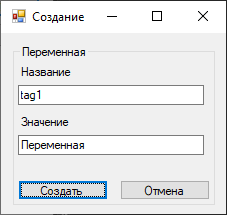 Создание
Переменная
Название
tag1
Значение
Переменная
Создать
Отмена